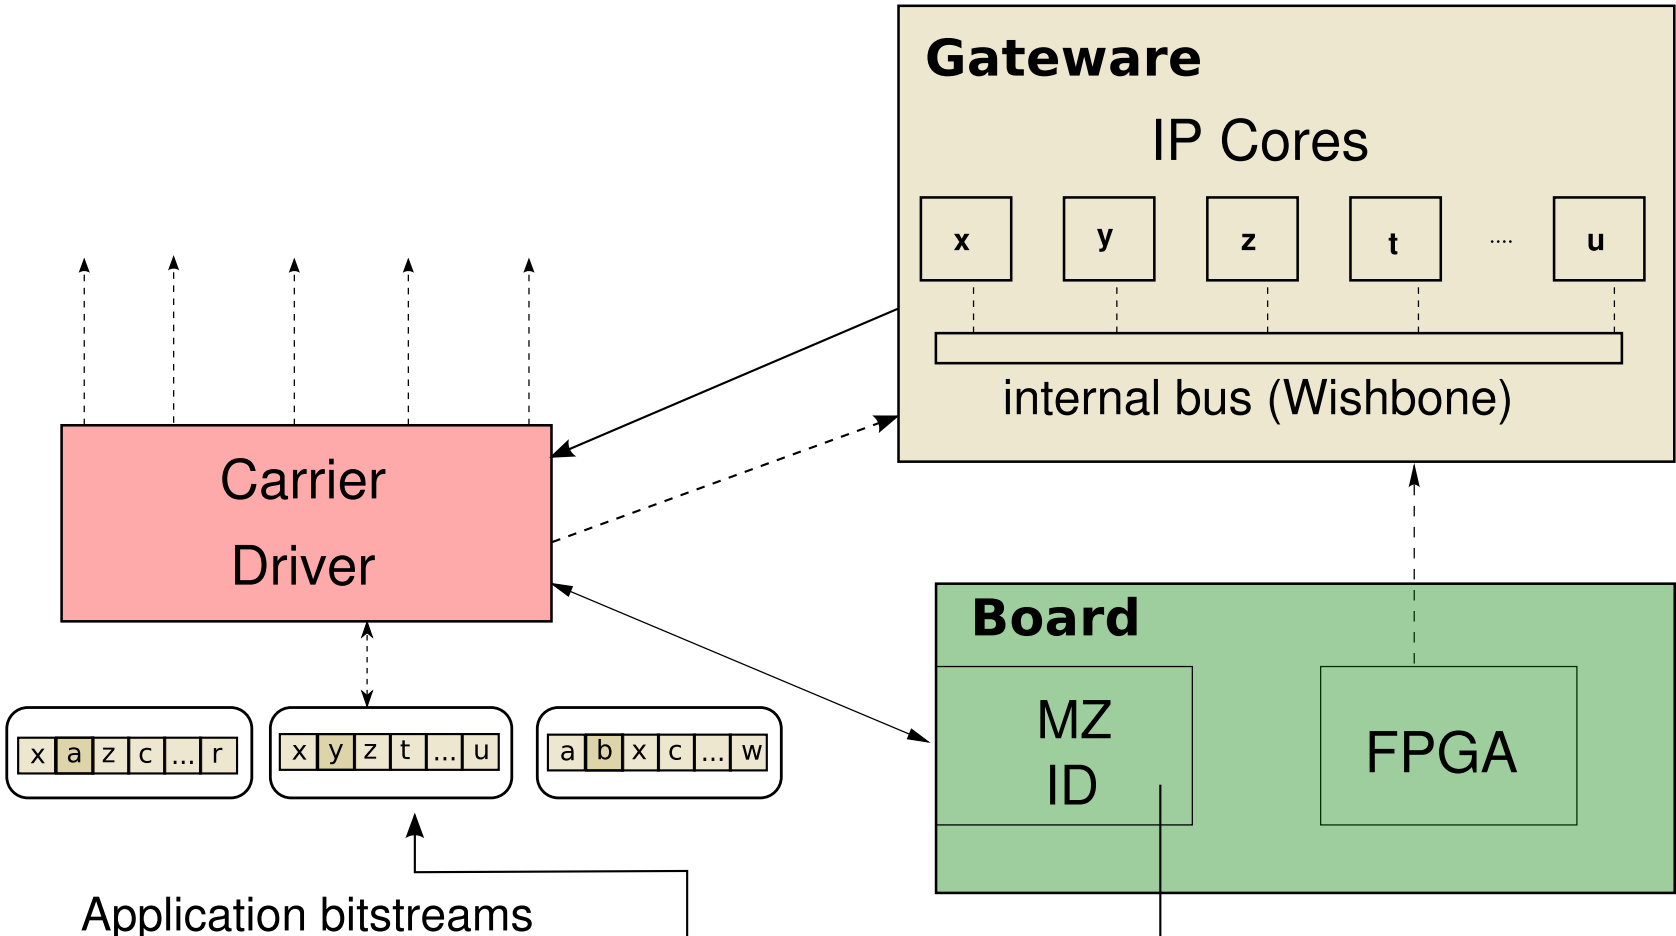 Gateware
IP Cores
x y z t .... u
internal bus (Wishbone)
Carrier
Driver
Board
MZ
ID
FPGA
x a z c ... r
x y z t ... u
a b x c ... w
Application bitstreams